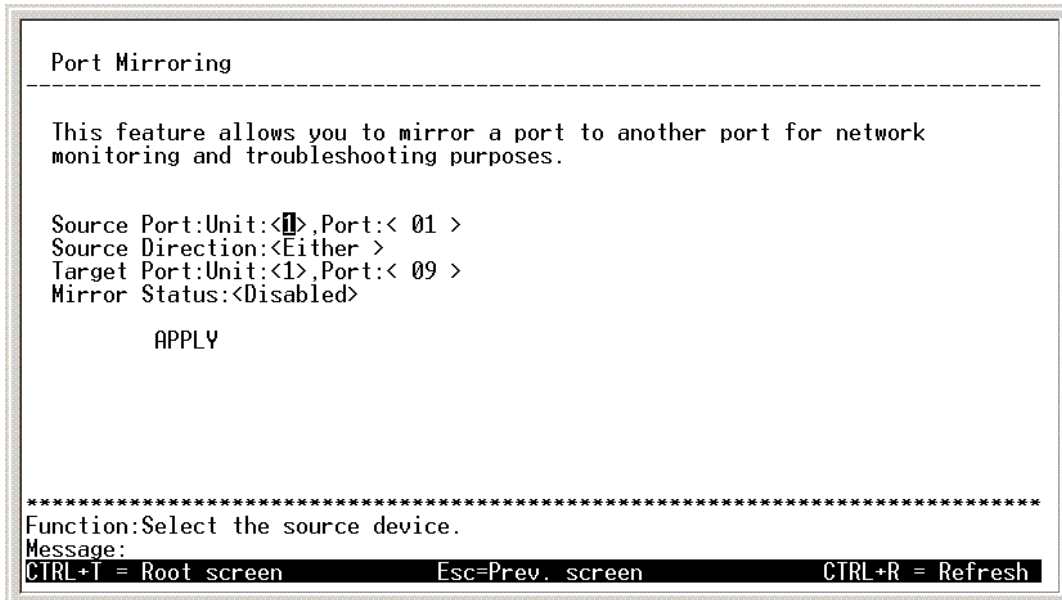 Port Mirroring
-------------------------------------------------------------------------------
This feature allows you to mirror a port to another port for network
monitoring and troubleshooting purposes.
Source Port:Unit:<1>,Port:< 01 >
Source Direction:<Either >
Target Port:Unit:<1>,Port:< 09 >
Mirror Status:<Disabled>
APPLY
*******************************************************************************
Function:Select the source device.
Message:
CTRL+T = Root screen Esc=Prev. screen CTRL+R = Refresh